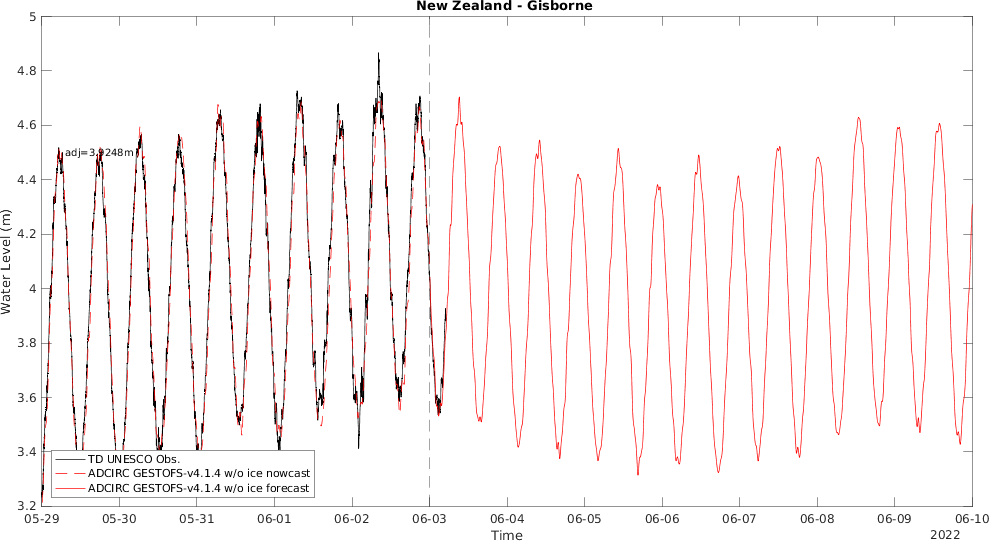 New Zealand - Gisborne
Water Level (m)
5
4.8
4.6
4.4
4.2
4
3.8
3.6
3.4
3.2
adj=3.9248m
TD UNESCO Obs.
ADCIRC GESTOFS-v4.1.4 w/o ice nowcast
ADCIRC GESTOFS-v4.1.4 w/o ice forecast
05-29 05-30 05-31 06-01 06-02 06-03 06-04 06-05 06-06 06-07 06-08 06-09 06-10
Time
2022